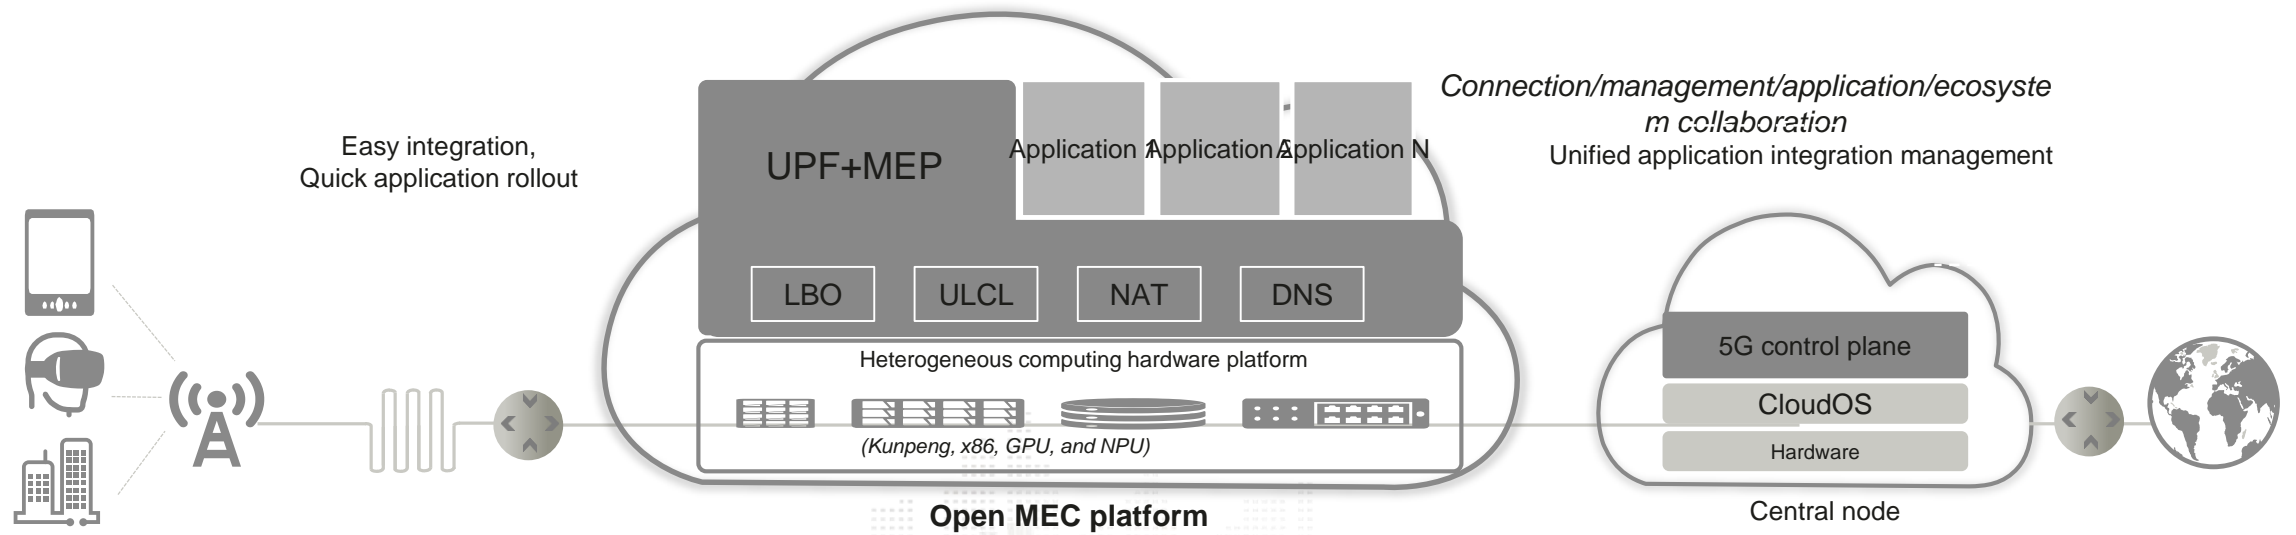 Easy integration,
Quick application rollout
UPF+MEP
Application 1
Application 2
Application N
Connection/management/application/ecosyste
m collaboration
Unified application integration management
LBO
ULCL
NAT
DNS
Heterogeneous computing hardware platform
(Kunpeng, x86, GPU, and NPU)
Open MEC platform
5G control plane
CloudOS
Hardware
Central node